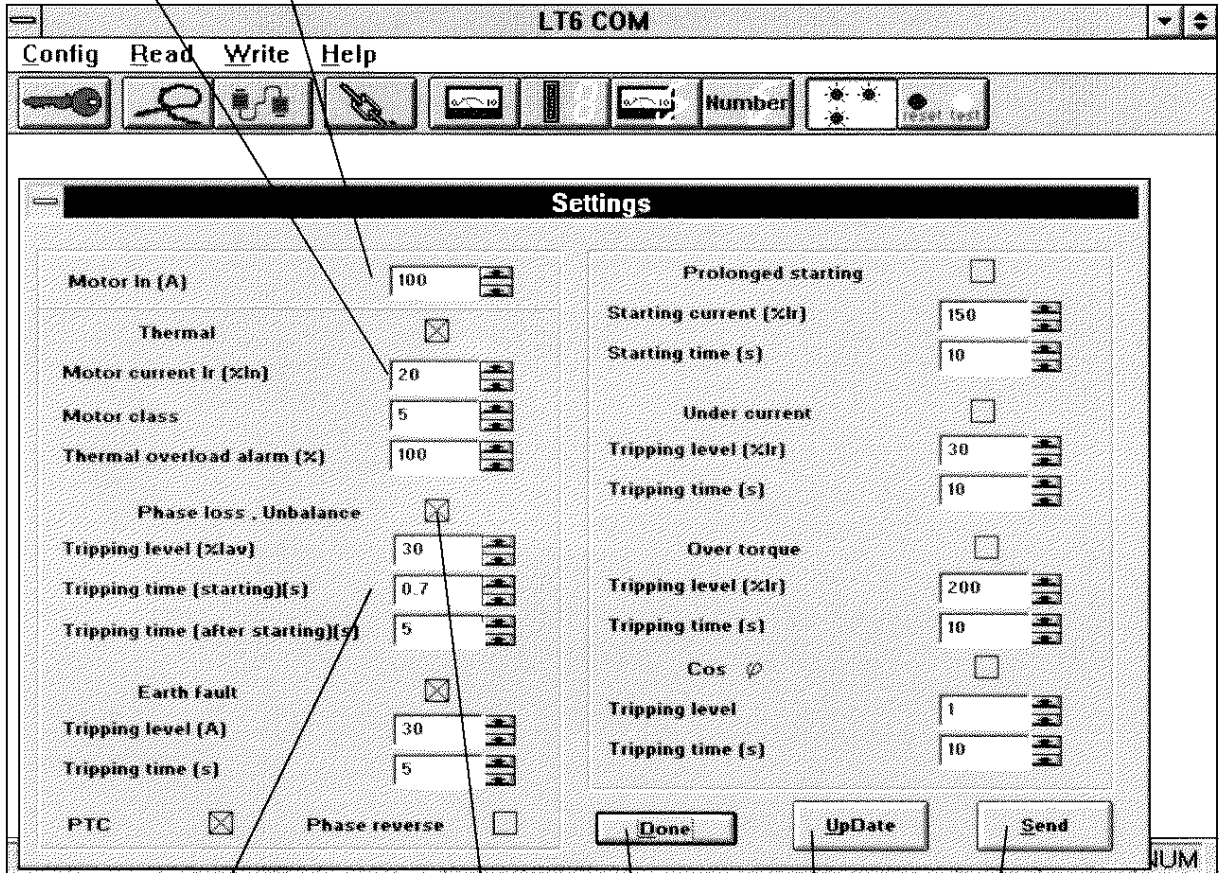 LT6 COM
Config Read Write Help
Number
reset test
Settings
Motor In (A) 100
Thermal
Motor current Ir (%In) 20
Motor class 5
Thermal overload alarm (%) 100
Phase loss , Unbalance
Tripping level (%Iav) 30
Tripping time (starting)(s) 0.7
Tripping time (after starting)(s) 5
Earth fault
Tripping level (A) 30
Tripping time (s) 5
PTC Phase reverse
Prolonged starting
Starting current (%Ir) 150
Starting time (s) 10
Under current
Tripping level (%Ir) 30
Tripping time (s) 10
Over torque
Tripping level (%Ir) 200
Tripping time (s) 10
Cos φ
Tripping level 1
Tripping time (s) 10
Done UpDate Send
NUM